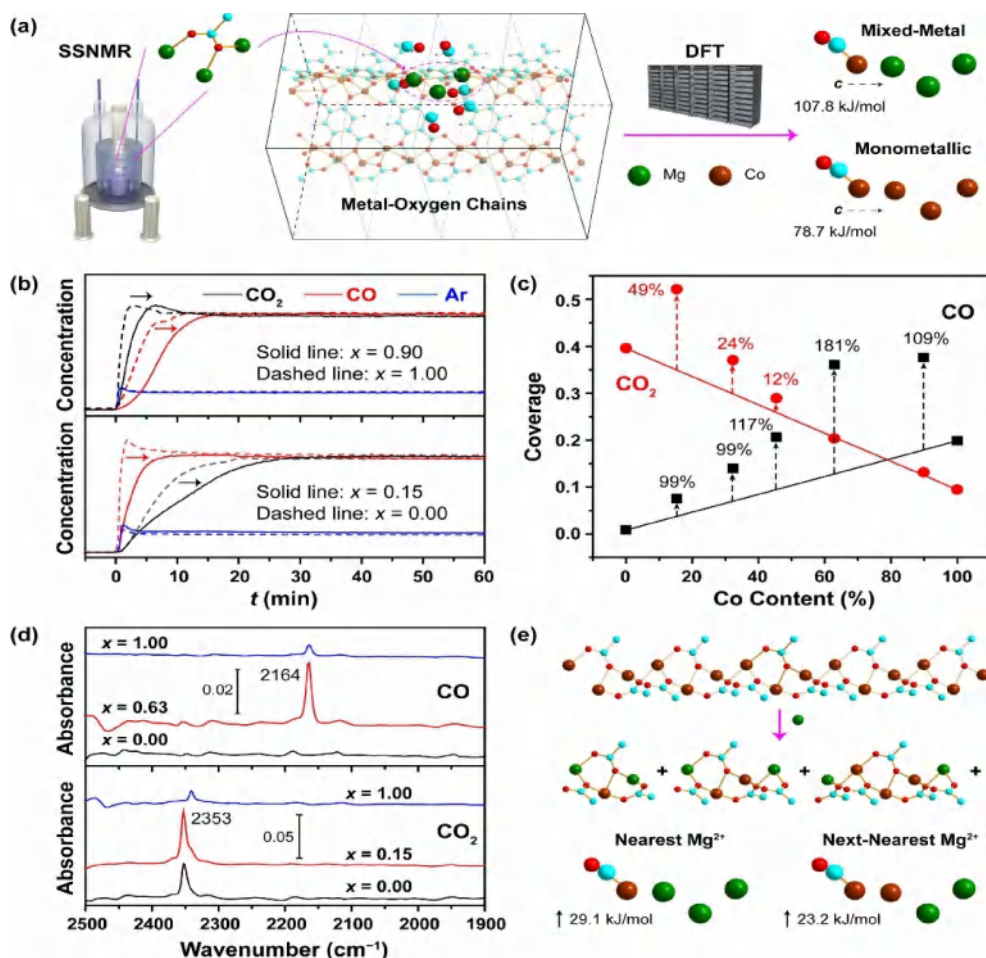 (a)
SSNMR
Metal-Oxygen Chains
DFT
Mg
Co
Mixed-Metal
c
107.8 kJ/mol
Monometallic
c
78.7 kJ/mol
(b)
CO₂ CO Ar
Concentration
Solid line: x = 0.90
Dashed line: x = 1.00
Concentration
Solid line: x = 0.15
Dashed line: x = 0.00
0 10 20 30 40 50 60
t (min)
(c)
Coverage
0.5
0.4
0.3
0.2
0.1
0.0
49%
24%
12%
CO₂
CO
99%
99%
117%
181%
109%
0 20 40 60 80 100
Co Content (%)
(d)
Absorbance
x = 1.00
2164
CO
0.02
x = 0.63
x = 0.00
Absorbance
x = 1.00
2353
CO₂
0.05
x = 0.15
x = 0.00
2500 2400 2300 2200 2100 2000 1900
Wavenumber (cm⁻¹)
(e)
+ + +
Nearest Mg²⁺
Next-Nearest Mg²⁺
↑ 29.1 kJ/mol
↑ 23.2 kJ/mol